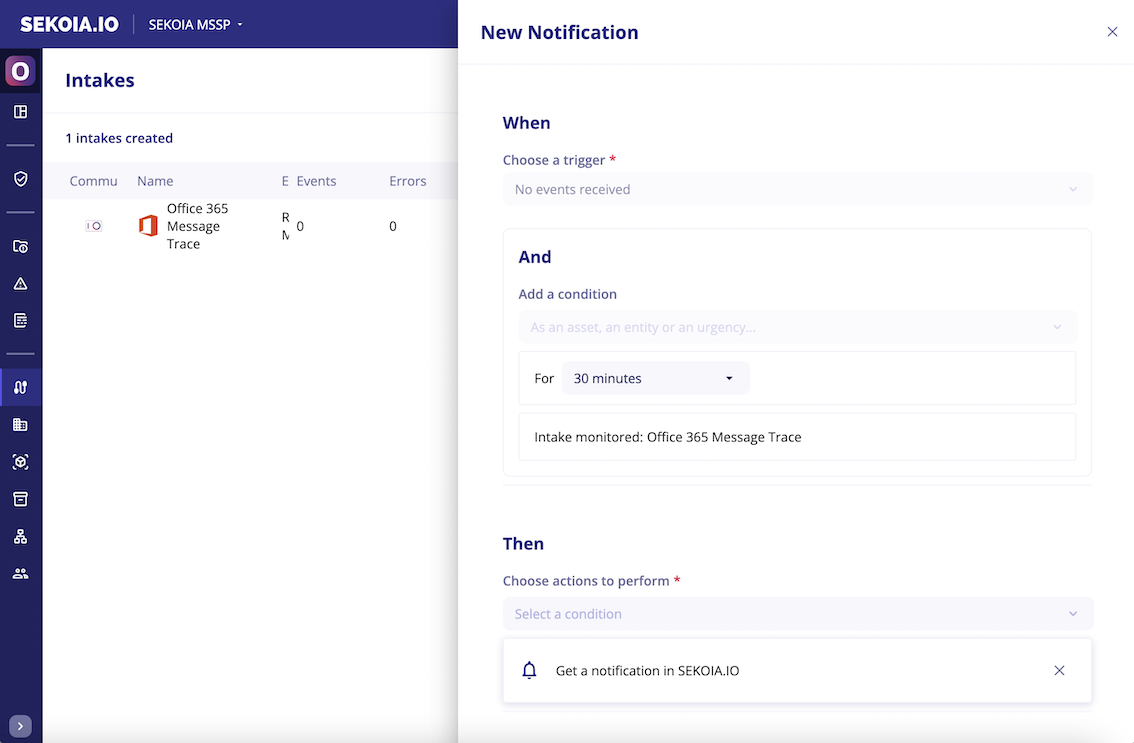 SEKOIA.IO
SEKOIA MSSP
Intakes
1 intakes created
Commu Name E Events Errors
Office 365
Message
Trace
R
M
0
0
New Notification
When
Choose a trigger *
No events received
And
Add a condition
As an asset, an entity or an urgency...
For 30 minutes
Intake monitored: Office 365 Message Trace
Then
Choose actions to perform *
Select a condition
Get a notification in SEKOIA.IO